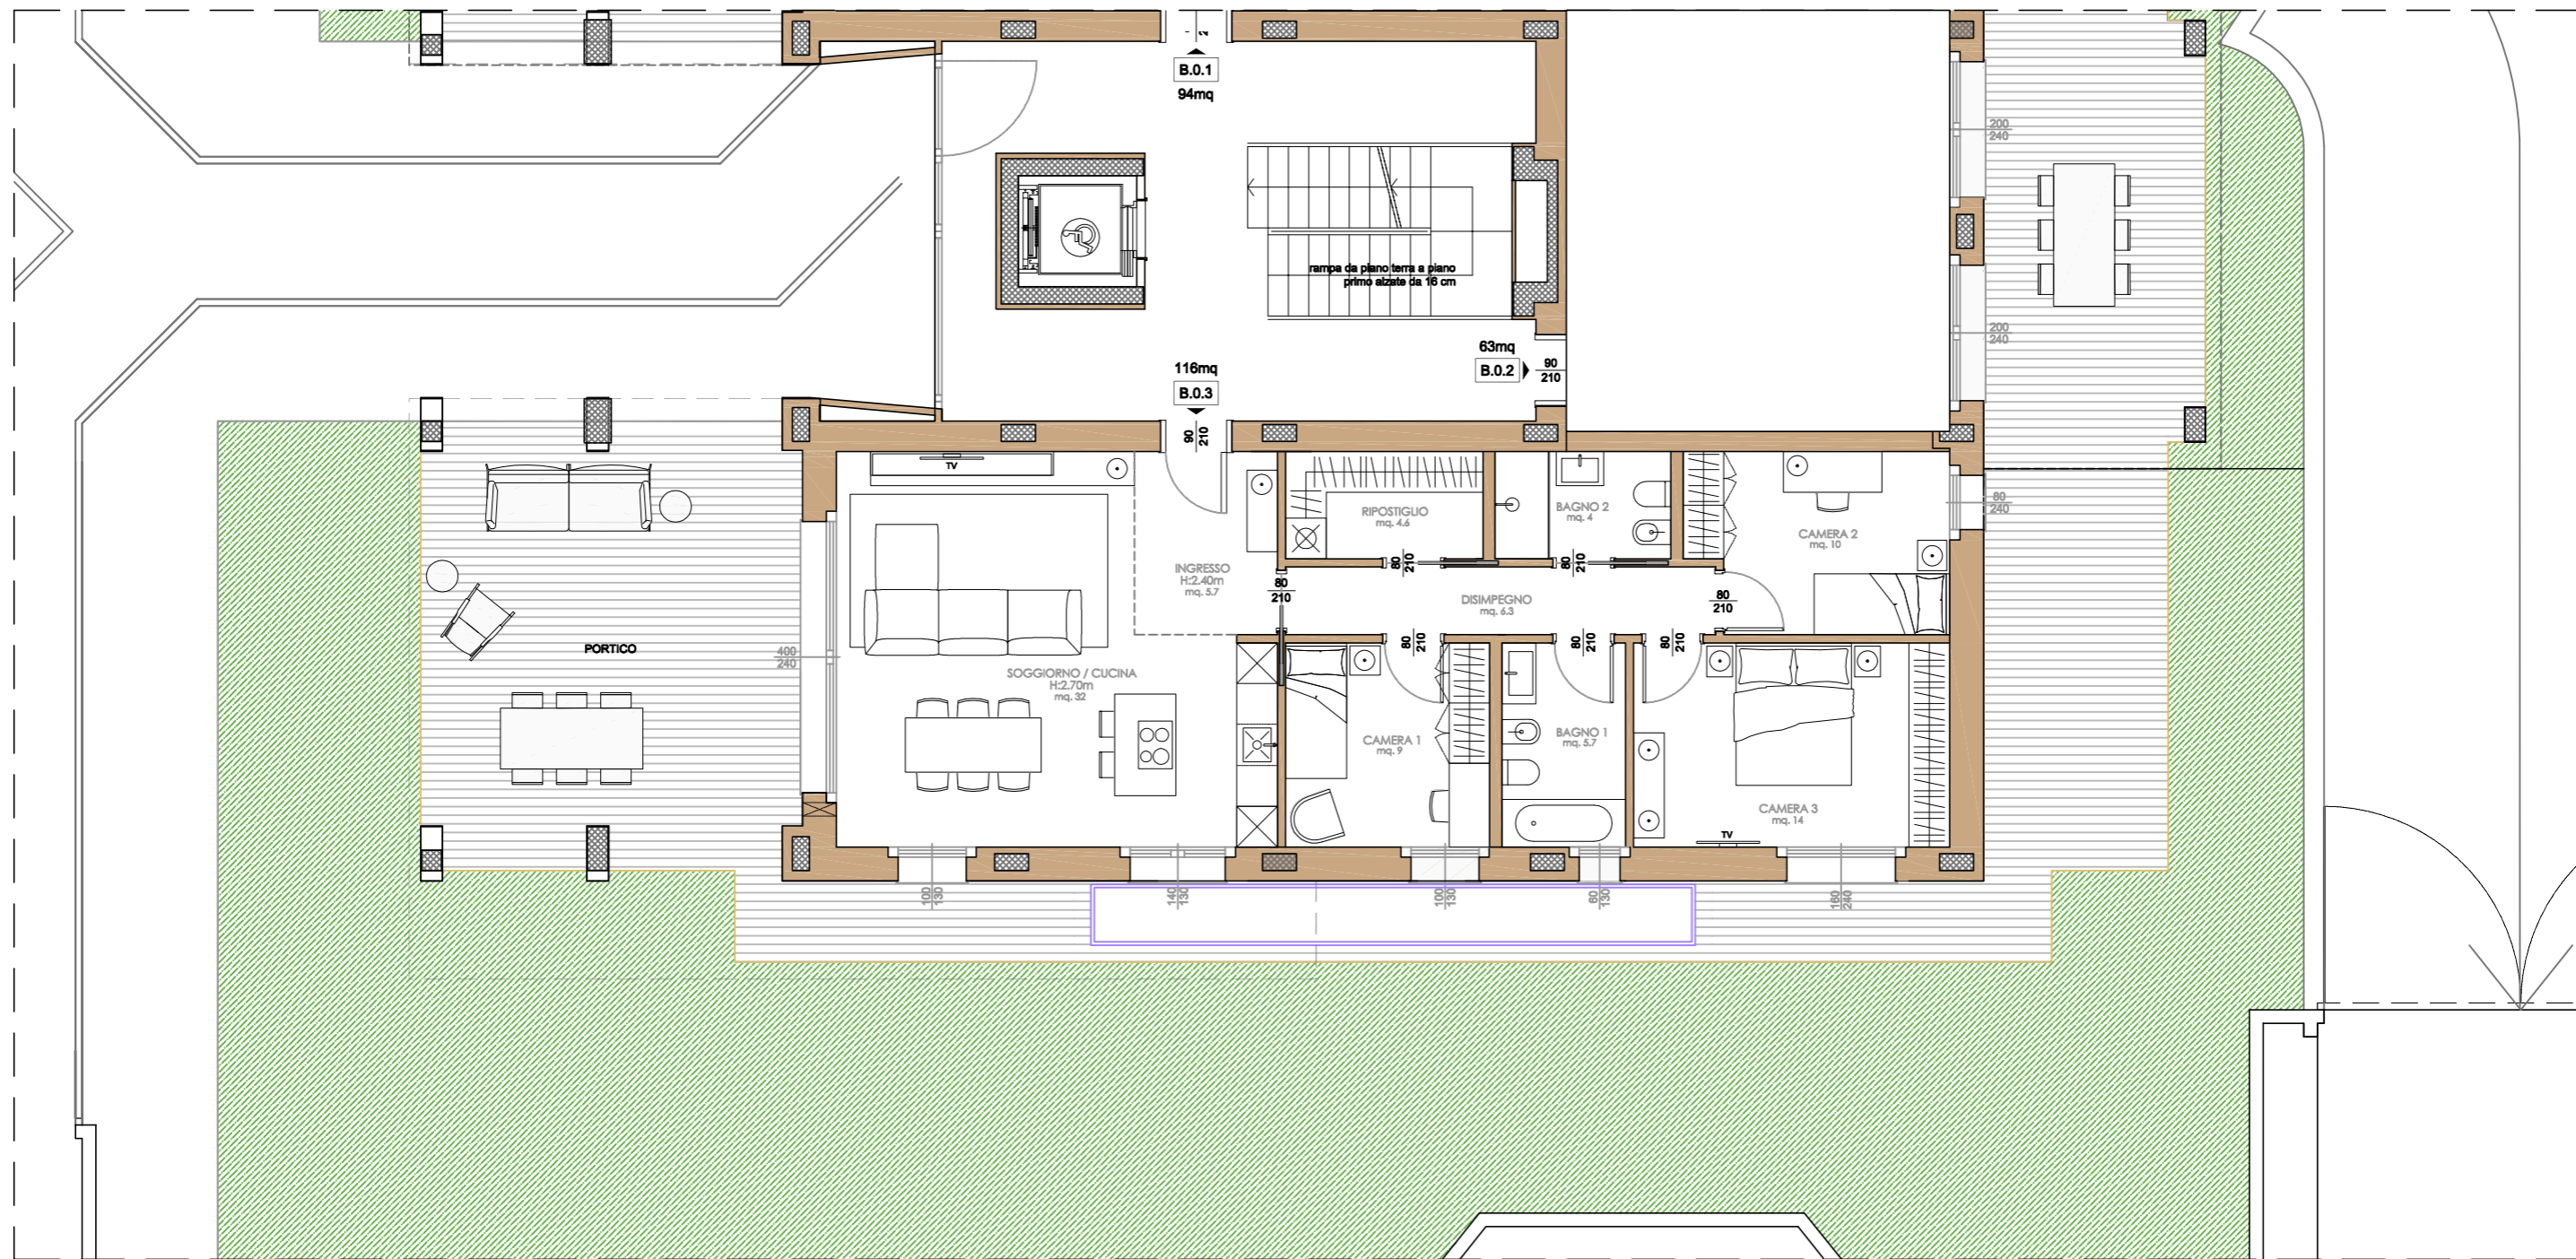 B.0.1
94mq
200
240
rampa da piano terra a piano
primo alzate da 16 cm
200
240
116mq
B.0.3
90
210
63mq
B.0.2
90
210
TV
RIPOSTIGLIO
mq. 4.6
BAGNO 2
mq. 4
80
240
CAMERA 2
mq. 10
INGRESSO
H:2.40m
mq. 5.7
80
210
80
210
80
210
DISIMPEGNO
mq. 6.3
80
210
PORTICO
400
240
SOGGIORNO / CUCINA
H:2.70m
mq. 32
80
210
80
210
80
210
CAMERA 1
mq. 9
BAGNO 1
mq. 5.7
CAMERA 3
mq. 14
TV
100
130
140
130
100
130
60
130
160
240